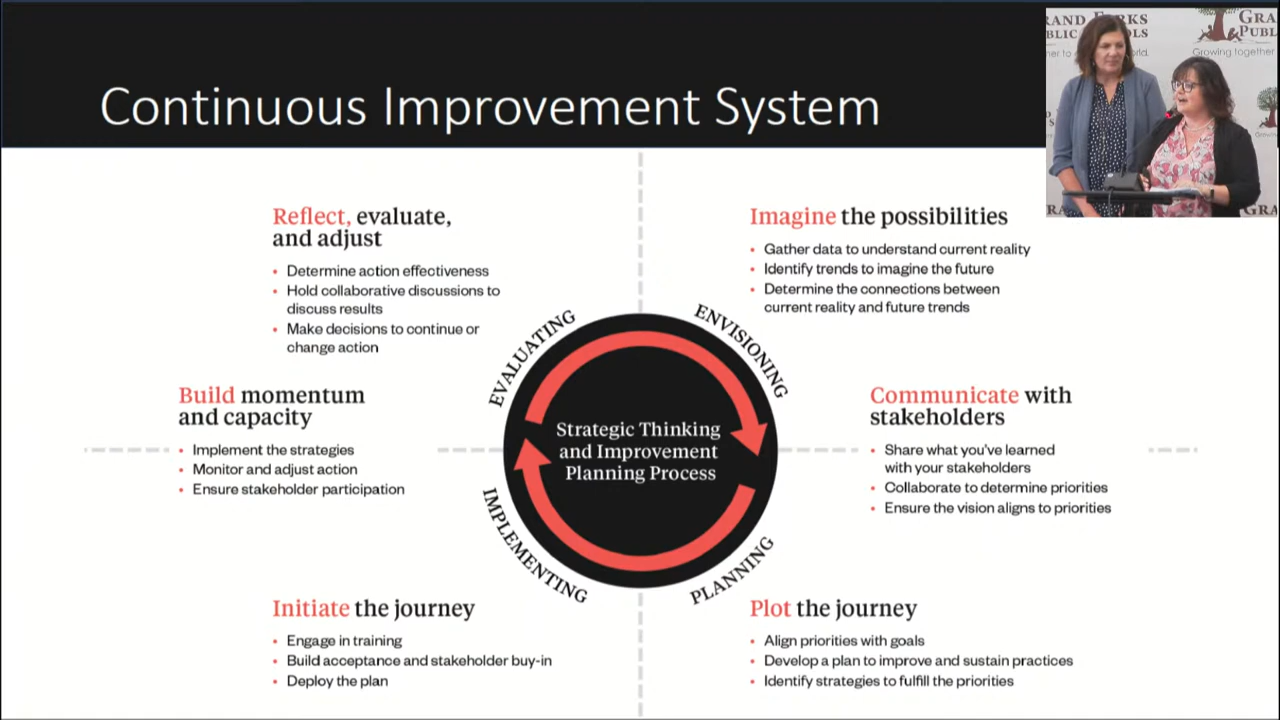 Continuous Improvement System
RAND FORKS
GRA
PUBL
Growing together
Reflect, evaluate,
and adjust
• Determine action effectiveness
• Hold collaborative discussions to
discuss results
• Make decisions to continue or
change action
Imagine the possibilities
• Gather data to understand current reality
• Identify trends to imagine the future
• Determine the connections between
current reality and future trends
EVALUATING
ENVISIONING
Build momentum
and capacity
• Implement the strategies
• Monitor and adjust action
• Ensure stakeholder participation
Strategic Thinking
and Improvement
Planning Process
Communicate with
stakeholders
• Share what you've learned
with your stakeholders
• Collaborate to determine priorities
• Ensure the vision aligns to priorities
IMPLEMENTING
PLANNING
Initiate the journey
• Engage in training
• Build acceptance and stakeholder buy-in
• Deploy the plan
Plot the journey
• Align priorities with goals
• Develop a plan to improve and sustain practices
• Identify strategies to fulfill the priorities